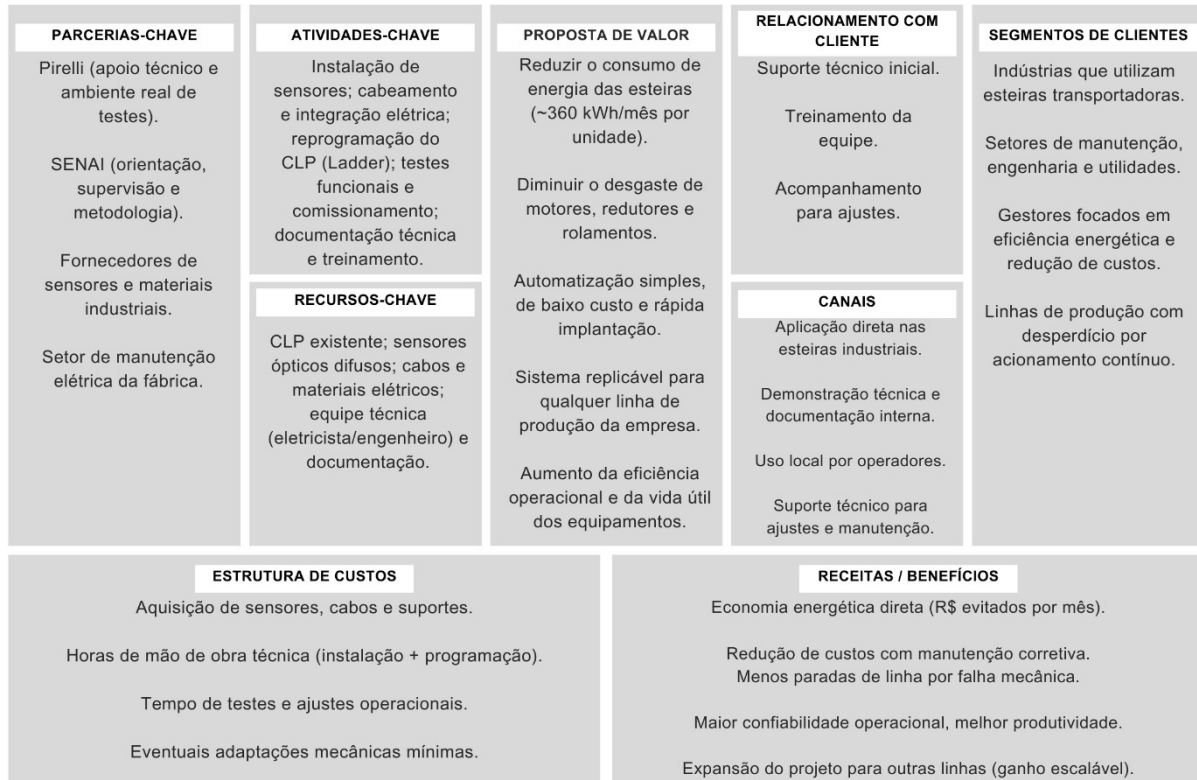 PARCERIAS-CHAVE
Pirelli (apoio técnico e
ambiente real de
testes).
SENAI (orientação,
supervisão e
metodologia).
Fornecedores de
sensores e materiais
industriais.
Setor de manutenção
elétrica da fábrica.
ATIVIDADES-CHAVE
Instalação de
sensores; cabeamento
e integração elétrica;
reprogramação do
CLP (Ladder); testes
funcionais e
comissionamento;
documentação técnica
e treinamento.
RECURSOS-CHAVE
CLP existente; sensores
ópticos difusos; cabos e
materiais elétricos;
equipe técnica
(eletricista/engenheiro) e
documentação.
PROPOSTA DE VALOR
Reduzir o consumo de
energia das esteiras
(~360 kWh/mês por
unidade).
Diminuir o desgaste de
motores, redutores e
rolamentos.
Automatização simples,
de baixo custo e rápida
implantação.
Sistema replicável para
qualquer linha de
produção da empresa.
Aumento da eficiência
operacional e da vida útil
dos equipamentos.
RELACIONAMENTO COM
CLIENTE
Suporte técnico inicial.
Treinamento da
equipe.
Acompanhamento
para ajustes.
CANAIS
Aplicação direta nas
esteiras industriais.
Demonstração técnica e
documentação interna.
Uso local por operadores.
Suporte técnico para
ajustes e manutenção.
SEGMENTOS DE CLIENTES
Indústrias que utilizam
esteiras transportadoras.
Setores de manutenção,
engenharia e utilidades.
Gestores focados em
eficiência energética e
redução de custos.
Linhas de produção com
desperdício por
acionamento contínuo.
ESTRUTURA DE CUSTOS
Aquisição de sensores, cabos e suportes.
Horas de mão de obra técnica (instalação + programação).
Tempo de testes e ajustes operacionais.
Eventuais adaptações mecânicas mínimas.
RECEITAS / BENEFÍCIOS
Economia energética direta (R$ evitados por mês).
Redução de custos com manutenção corretiva.
Menos paradas de linha por falha mecânica.
Maior confiabilidade operacional, melhor produtividade.
Expansão do projeto para outras linhas (ganho escalável).